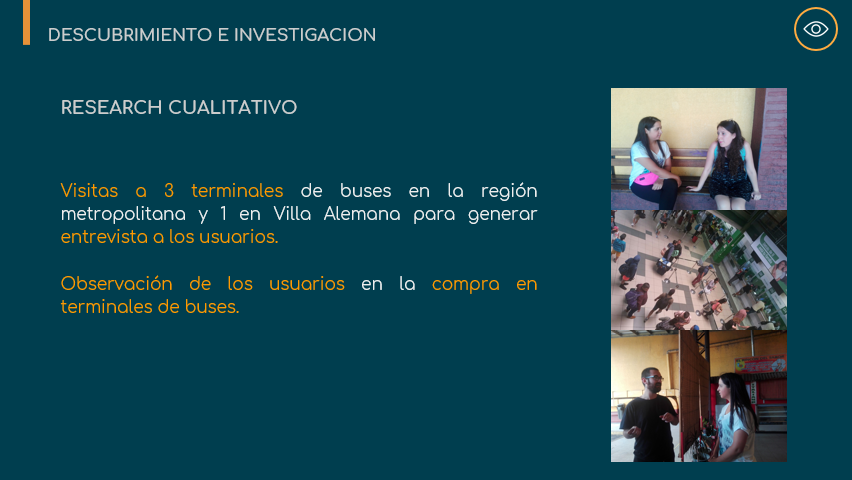 DESCUBRIMIENTO E INVESTIGACION
RESEARCH CUALITATIVO
Visitas a 3 terminales de buses en la región
metropolitana y 1 en Villa Alemana para generar
entrevista a los usuarios.
Observación de los usuarios en la compra en
terminales de buses.